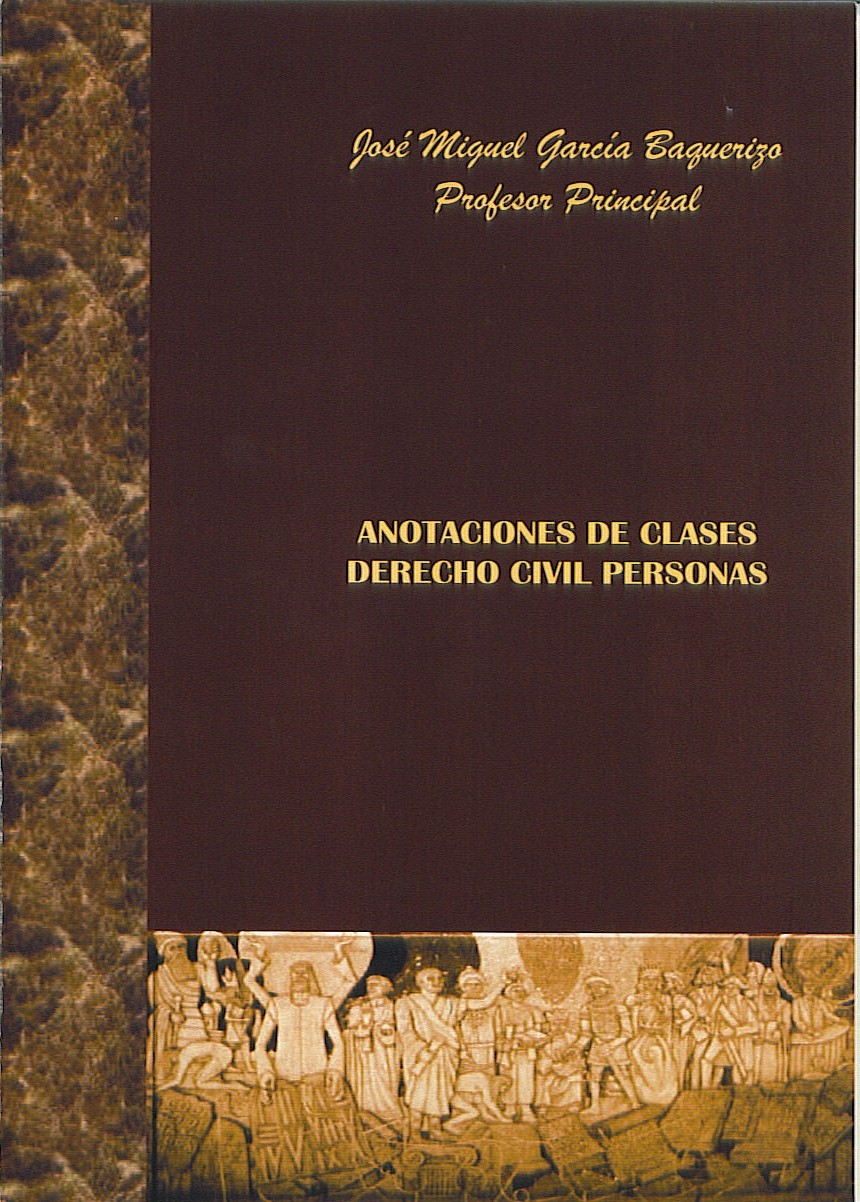 José Miguel García Baquerizo
Profesor Principal
ANOTACIONES DE CLASES
DERECHO CIVIL PERSONAS